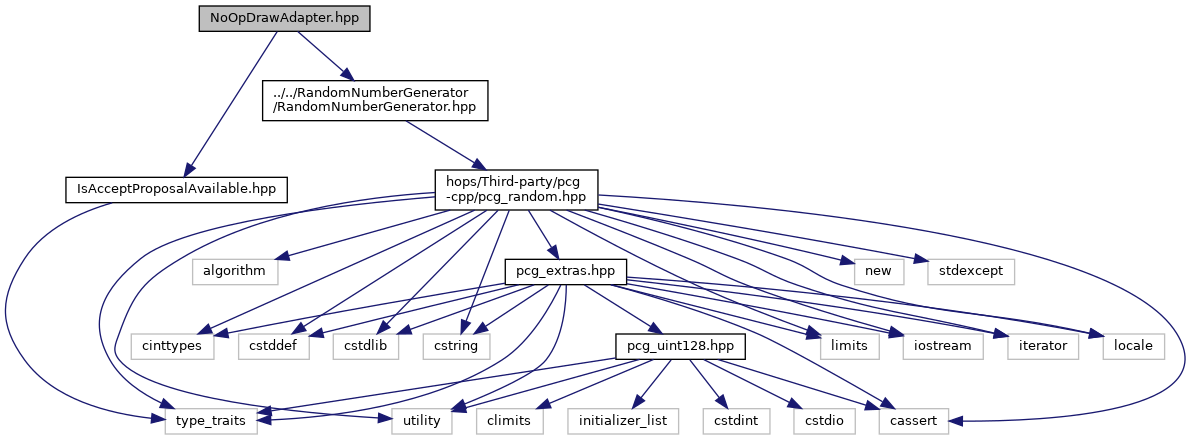 NoOpDrawAdapter.hpp
../../RandomNumberGenerator
/RandomNumberGenerator.hpp
IsAcceptProposalAvailable.hpp
hops/Third-party/pcg
-cpp/pcg_random.hpp
algorithm
pcg_extras.hpp
new
stdexcept
cinttypes
cstddef
cstdlib
cstring
pcg_uint128.hpp
limits
iostream
iterator
locale
type_traits
utility
climits
initializer_list
cstdint
cstdio
cassert